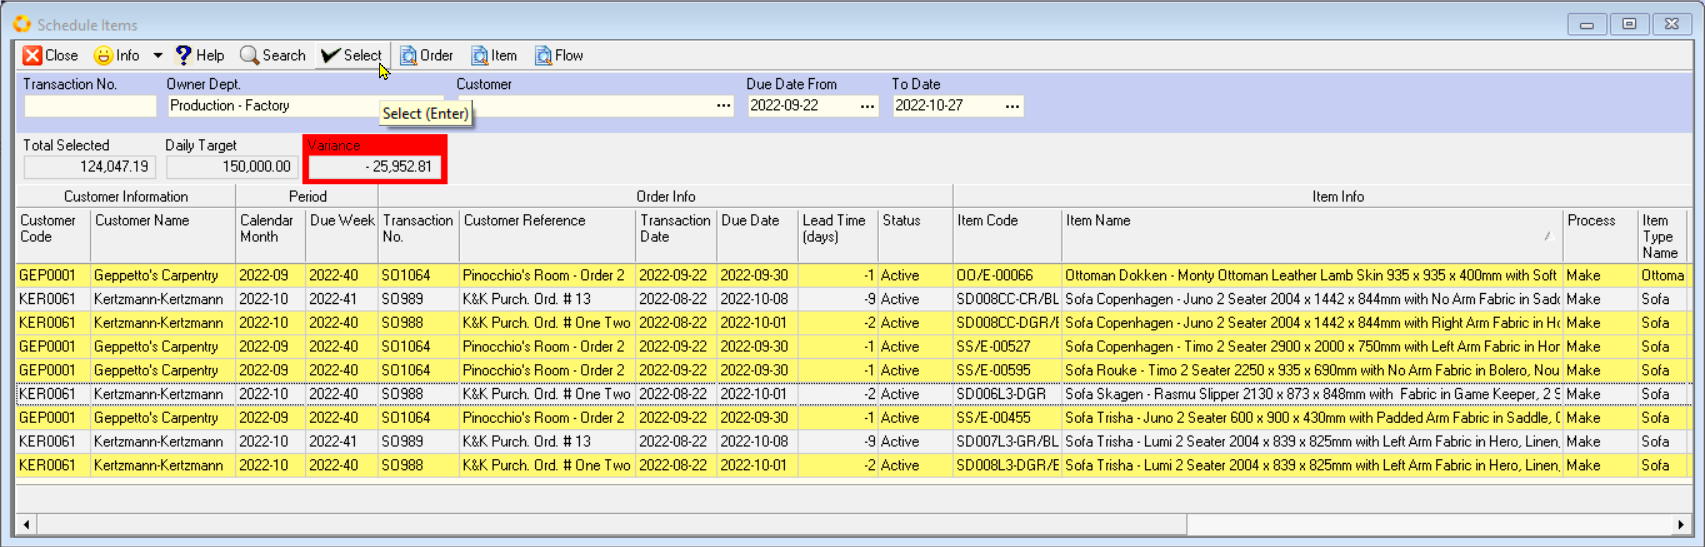 Schedule Items
Close Info Help Search Select Order Item Flow
Transaction No. Owner Dept. Customer Due Date From To Date
Production - Factory 2022-09-22 2022-10-27
Select (Enter)
Total Selected Daily Target Variance
124,047.19 150,000.00 - 25,952.81
Customer Information Period Order Info Item Info
Customer Code Customer Name Calendar Month Due Week Transaction No. Customer Reference Transaction Date Due Date Lead Time (days) Status Item Code Item Name Process Item Type Name
GEP0001 Geppetto's Carpentry 2022-09 2022-40 SO1064 Pinocchio's Room - Order 2 2022-09-22 2022-09-30 -1 Active OO/E-00066 Ottoman Dokken - Monty Ottoman Leather Lamb Skin 935 x 935 x 400mm with Soft Make Ottoma
KER0061 Kertzmann-Kertzmann 2022-10 2022-41 SO989 K&K Purch. Ord. # 13 2022-08-22 2022-10-08 -9 Active SD008CC-CR/BL Sofa Copenhagen - Juno 2 Seater 2004 x 1442 x 844mm with No Arm Fabric in Sadd Make Sofa
KER0061 Kertzmann-Kertzmann 2022-10 2022-40 SO988 K&K Purch. Ord. # One Two 2022-08-22 2022-10-01 -2 Active SD008CC-DGR/E Sofa Copenhagen - Juno 2 Seater 2004 x 1442 x 844mm with Right Arm Fabric in He Make Sofa
GEP0001 Geppetto's Carpentry 2022-09 2022-40 SO1064 Pinocchio's Room - Order 2 2022-09-22 2022-09-30 -1 Active SS/E-00527 Sofa Copenhagen - Timo 2 Seater 2900 x 2000 x 750mm with Left Arm Fabric in Hor Make Sofa
GEP0001 Geppetto's Carpentry 2022-09 2022-40 SO1064 Pinocchio's Room - Order 2 2022-09-22 2022-09-30 -1 Active SS/E-00595 Sofa Rouke - Timo 2 Seater 2250 x 935 x 690mm with No Arm Fabric in Bolero, Nou Make Sofa
KER0061 Kertzmann-Kertzmann 2022-10 2022-40 SO988 K&K Purch. Ord. # One Two 2022-08-22 2022-10-01 -2 Active SD006L3-DGR Sofa Skagen - Rasmu Slipper 2130 x 873 x 848mm with Fabric in Game Keeper, 2 S Make Sofa
GEP0001 Geppetto's Carpentry 2022-09 2022-40 SO1064 Pinocchio's Room - Order 2 2022-09-22 2022-09-30 -1 Active SS/E-00455 Sofa Trisha - Juno 2 Seater 600 x 900 x 430mm with Padded Arm Fabric in Saddle, Make Sofa
KER0061 Kertzmann-Kertzmann 2022-10 2022-41 SO989 K&K Purch. Ord. # 13 2022-08-22 2022-10-08 -9 Active SD007L3-GR/BL Sofa Trisha - Lumi 2 Seater 2004 x 839 x 825mm with Left Arm Fabric in Hero, Linen, Make Sofa
KER0061 Kertzmann-Kertzmann 2022-10 2022-40 SO988 K&K Purch. Ord. # One Two 2022-08-22 2022-10-01 -2 Active SD008L3-DGR/E Sofa Trisha - Lumi 2 Seater 2004 x 839 x 825mm with Left Arm Fabric in Hero, Linen, Make Sofa